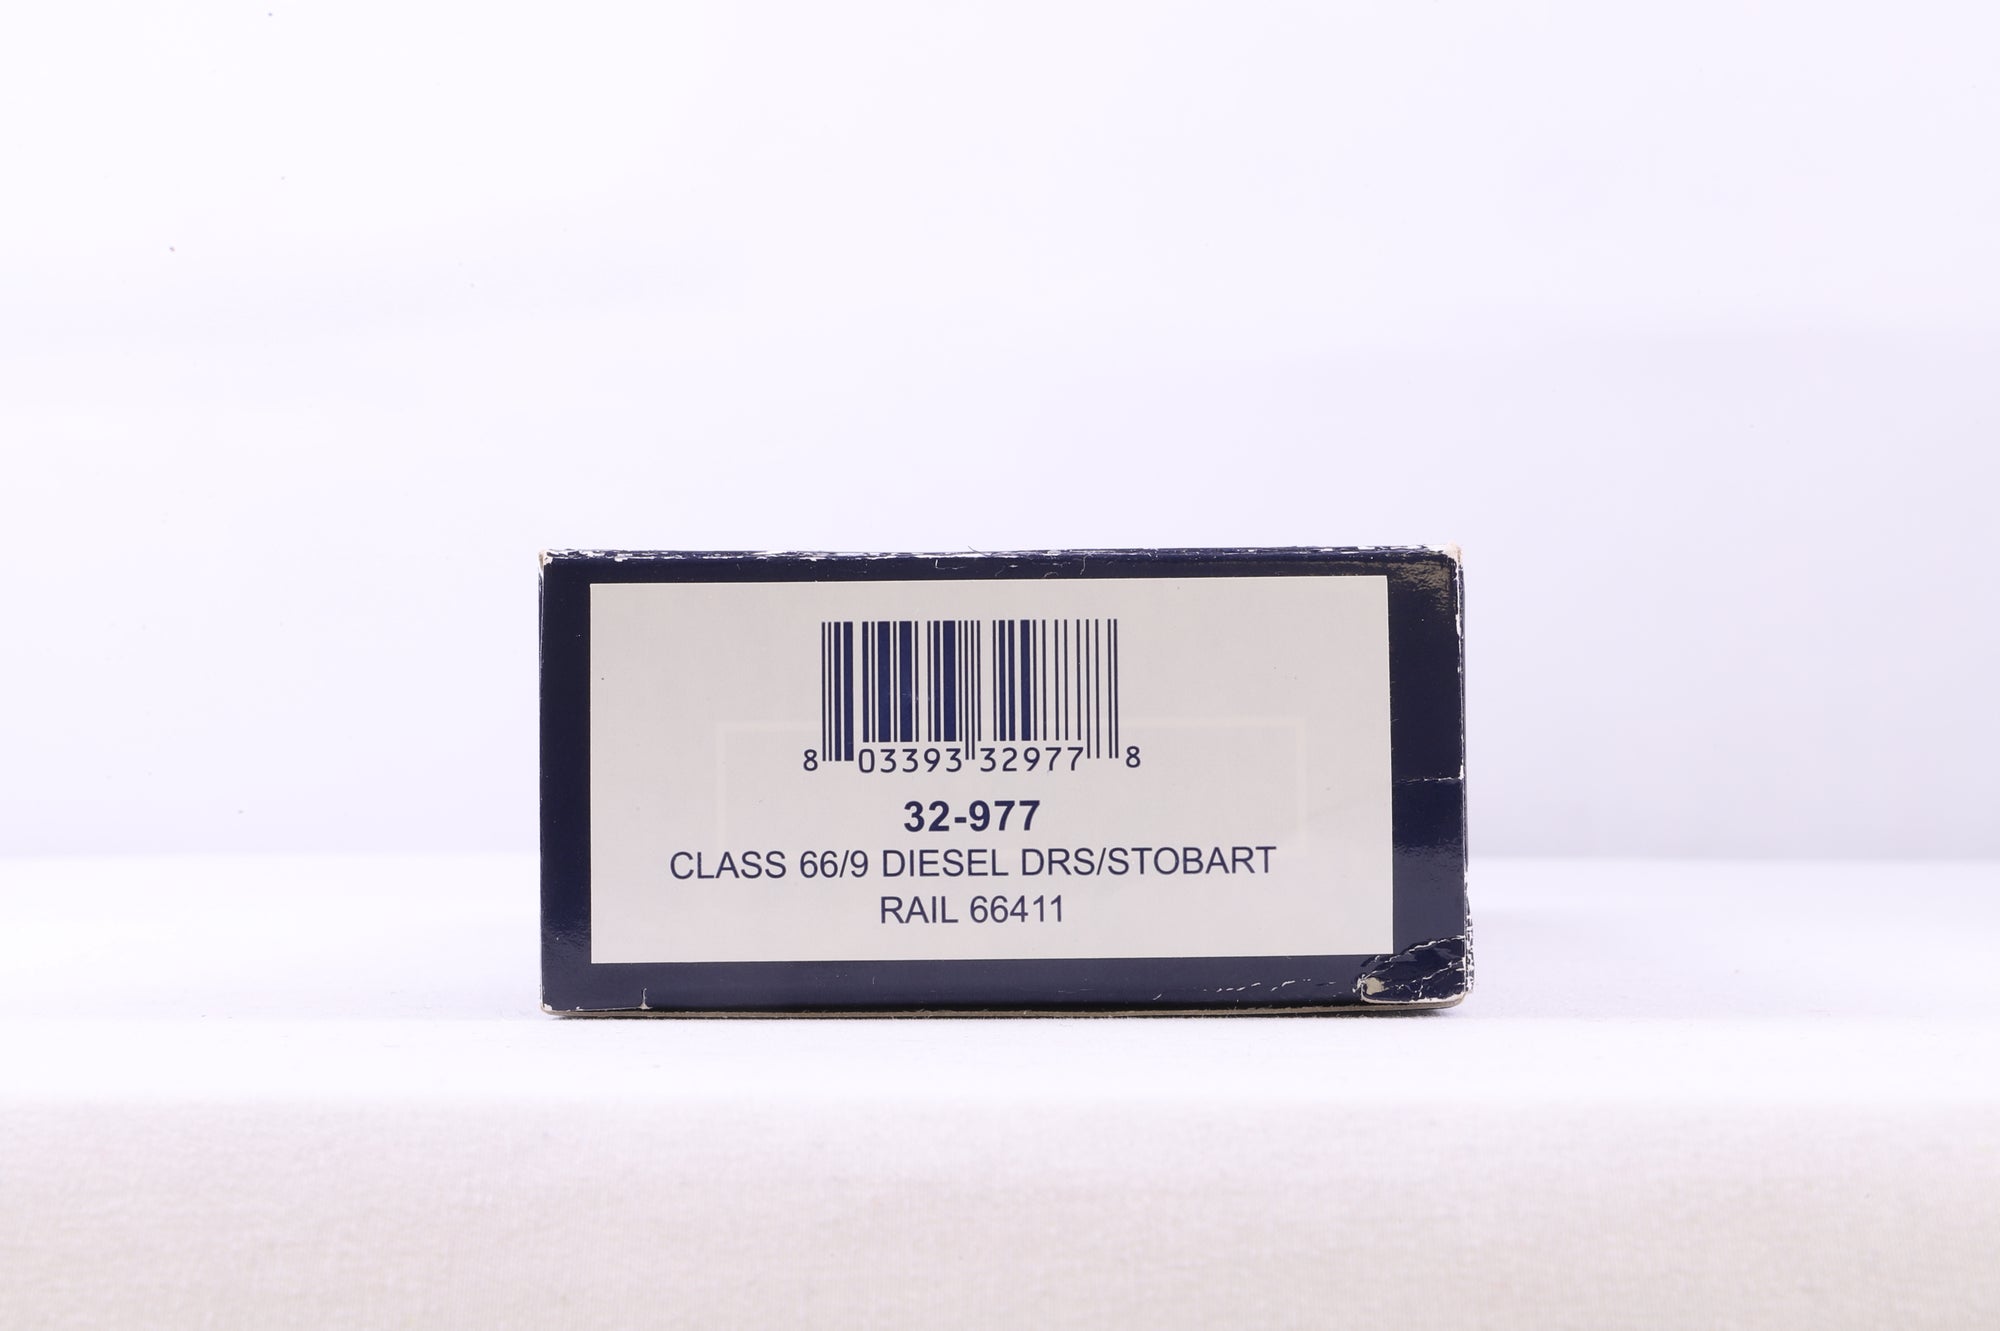 8 03393 32977 8
32-977
CLASS 66/9 DIESEL DRS/STOBART
RAIL 66411